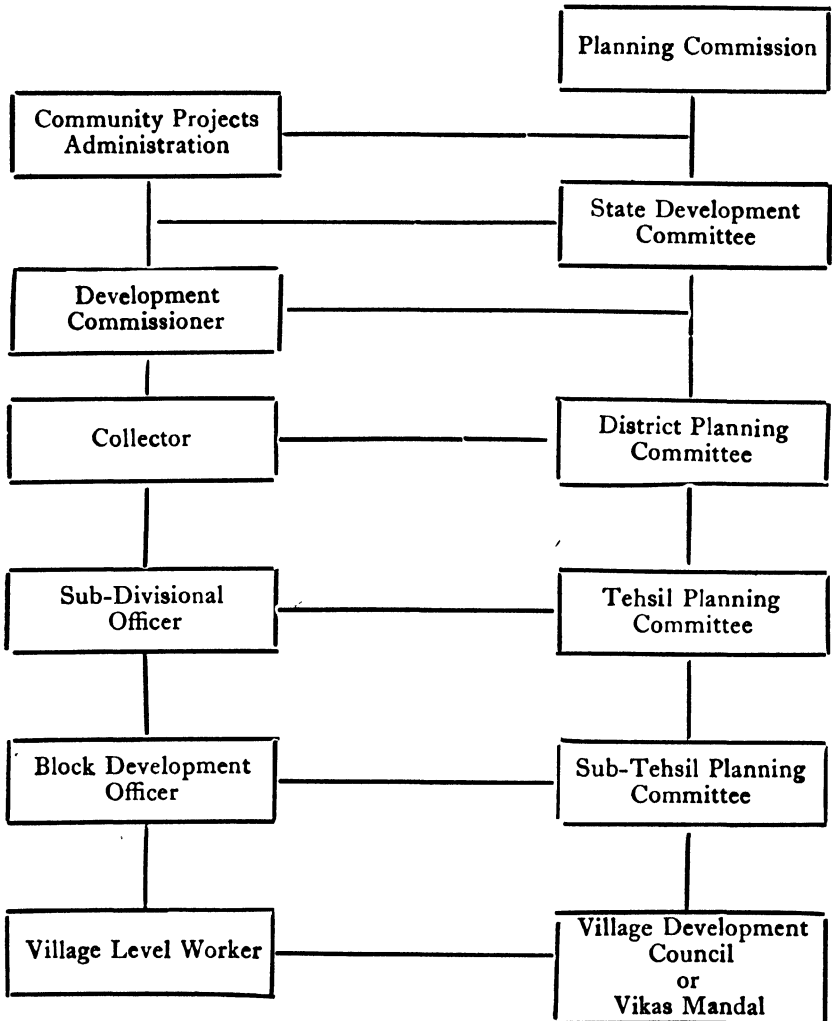 Planning Commission
Community Projects
Administration
State Development
Committee
Development
Commissioner
Collector
District Planning
Committee
Sub-Divisional
Officer
Tehsil Planning
Committee
Block Development
Officer
Sub-Tehsil Planning
Committee
Village Level Worker
Village Development
Council
or
Vikas Mandal